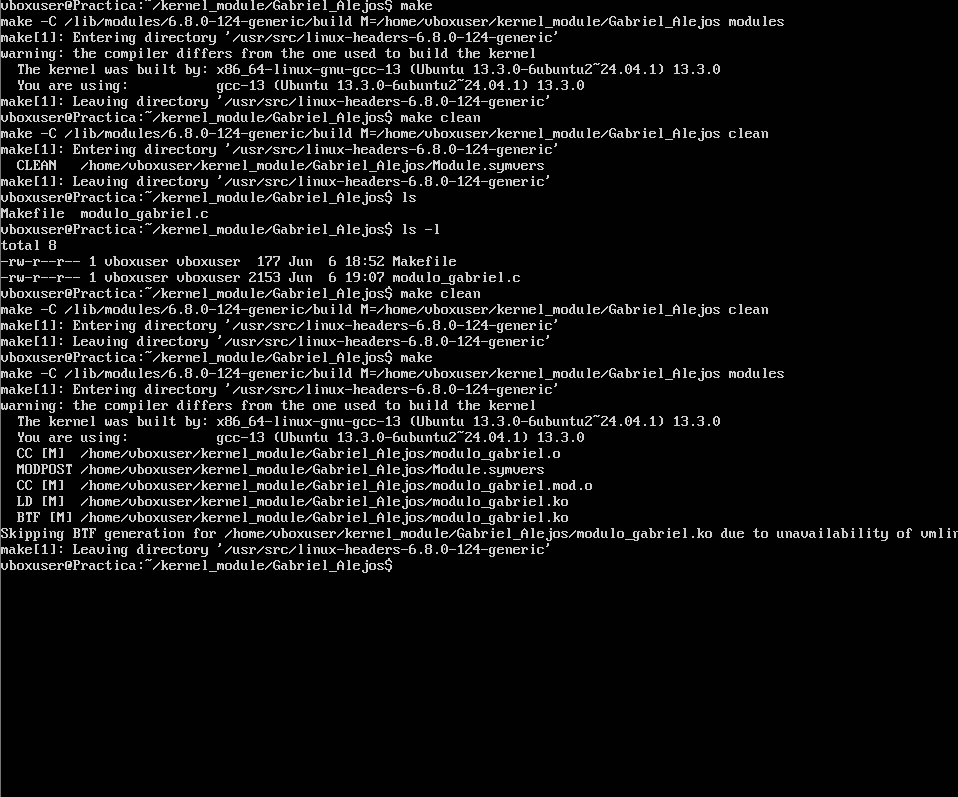 vboxuser@Practica:~/kernel_module/Gabriel_Alejos$ make
make -C /lib/modules/6.8.0-124-generic/build M=/home/vboxuser/kernel_module/Gabriel_Alejos modules
make[1]: Entering directory '/usr/src/linux-headers-6.8.0-124-generic'
warning: the compiler differs from the one used to build the kernel
  The kernel was built by: x86_64-linux-gnu-gcc-13 (Ubuntu 13.3.0-6ubuntu2~24.04.1) 13.3.0
  You are using:           gcc-13 (Ubuntu 13.3.0-6ubuntu2~24.04.1) 13.3.0
make[1]: Leaving directory '/usr/src/linux-headers-6.8.0-124-generic'
vboxuser@Practica:~/kernel_module/Gabriel_Alejos$ make clean
make -C /lib/modules/6.8.0-124-generic/build M=/home/vboxuser/kernel_module/Gabriel_Alejos clean
make[1]: Entering directory '/usr/src/linux-headers-6.8.0-124-generic'
  CLEAN   /home/vboxuser/kernel_module/Gabriel_Alejos/Module.symvers
make[1]: Leaving directory '/usr/src/linux-headers-6.8.0-124-generic'
vboxuser@Practica:~/kernel_module/Gabriel_Alejos$ ls
Makefile  modulo_gabriel.c
vboxuser@Practica:~/kernel_module/Gabriel_Alejos$ ls -l
total 8
-rw-r--r-- 1 vboxuser vboxuser  177 Jun  6 18:52 Makefile
-rw-r--r-- 1 vboxuser vboxuser 2153 Jun  6 19:07 modulo_gabriel.c
vboxuser@Practica:~/kernel_module/Gabriel_Alejos$ make clean
make -C /lib/modules/6.8.0-124-generic/build M=/home/vboxuser/kernel_module/Gabriel_Alejos clean
make[1]: Entering directory '/usr/src/linux-headers-6.8.0-124-generic'
make[1]: Leaving directory '/usr/src/linux-headers-6.8.0-124-generic'
vboxuser@Practica:~/kernel_module/Gabriel_Alejos$ make
make -C /lib/modules/6.8.0-124-generic/build M=/home/vboxuser/kernel_module/Gabriel_Alejos modules
make[1]: Entering directory '/usr/src/linux-headers-6.8.0-124-generic'
warning: the compiler differs from the one used to build the kernel
  The kernel was built by: x86_64-linux-gnu-gcc-13 (Ubuntu 13.3.0-6ubuntu2~24.04.1) 13.3.0
  You are using:           gcc-13 (Ubuntu 13.3.0-6ubuntu2~24.04.1) 13.3.0
  CC [M]  /home/vboxuser/kernel_module/Gabriel_Alejos/modulo_gabriel.o
  MODPOST /home/vboxuser/kernel_module/Gabriel_Alejos/Module.symvers
  CC [M]  /home/vboxuser/kernel_module/Gabriel_Alejos/modulo_gabriel.mod.o
  LD [M]  /home/vboxuser/kernel_module/Gabriel_Alejos/modulo_gabriel.ko
  BTF [M] /home/vboxuser/kernel_module/Gabriel_Alejos/modulo_gabriel.ko
Skipping BTF generation for /home/vboxuser/kernel_module/Gabriel_Alejos/modulo_gabriel.ko due to unavailability of vmlin
make[1]: Leaving directory '/usr/src/linux-headers-6.8.0-124-generic'
vboxuser@Practica:~/kernel_module/Gabriel_Alejos$